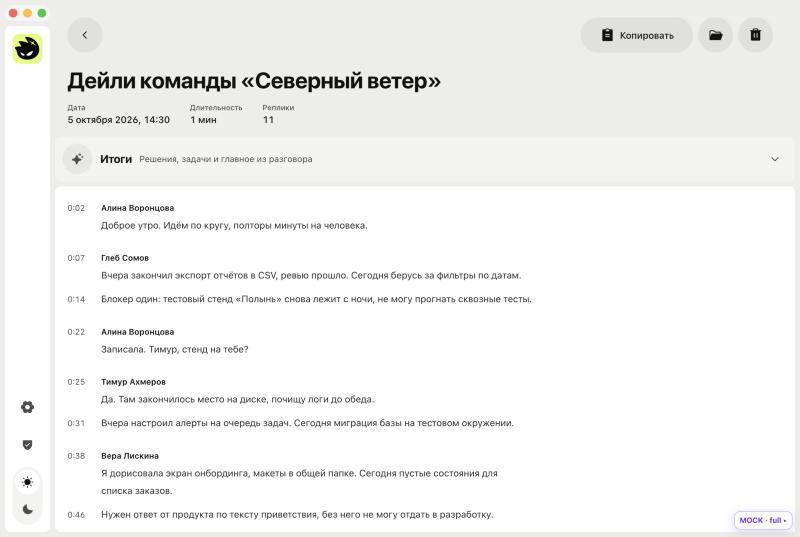 Копировать
Дейли команды «Северный ветер»
Дата
5 октября 2026, 14:30
Длительность
1 мин
Реплики
11
Итоги Решения, задачи и главное из разговора
0:02 Алина Воронцова
Доброе утро. Идём по кругу, полторы минуты на человека.
0:07 Глеб Сомов
Вчера закончил экспорт отчётов в CSV, ревью прошло. Сегодня берусь за фильтры по датам.
0:14 Блокер один: тестовый стенд «Полынь» снова лежит с ночи, не могу прогнать сквозные тесты.
0:22 Алина Воронцова
Записала. Тимур, стенд на тебе?
0:25 Тимур Ахмеров
Да. Там закончилось место на диске, почищу логи до обеда.
0:31 Вчера настроил алерты на очередь задач. Сегодня миграция базы на тестовом окружении.
0:38 Вера Лискина
Я дорисовала экран онбординга, макеты в общей папке. Сегодня пустые состояния для
списка заказов.
0:46 Нужен ответ от продукта по тексту приветствия, без него не могу отдать в разработку.
MOCK · full ▸